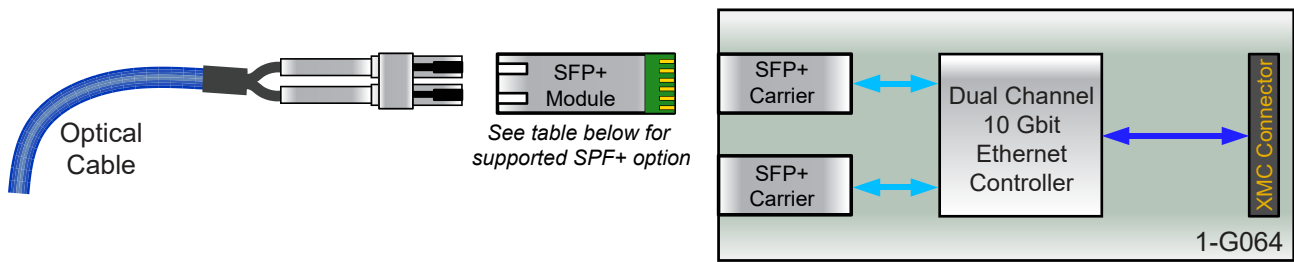 Optical
Cable
SFP+
Module
See table below for
supported SPF+ option
SFP+
Carrier
SFP+
Carrier
Dual Channel
10 Gbit
Ethernet
Controller
XMC Connector
1-G064